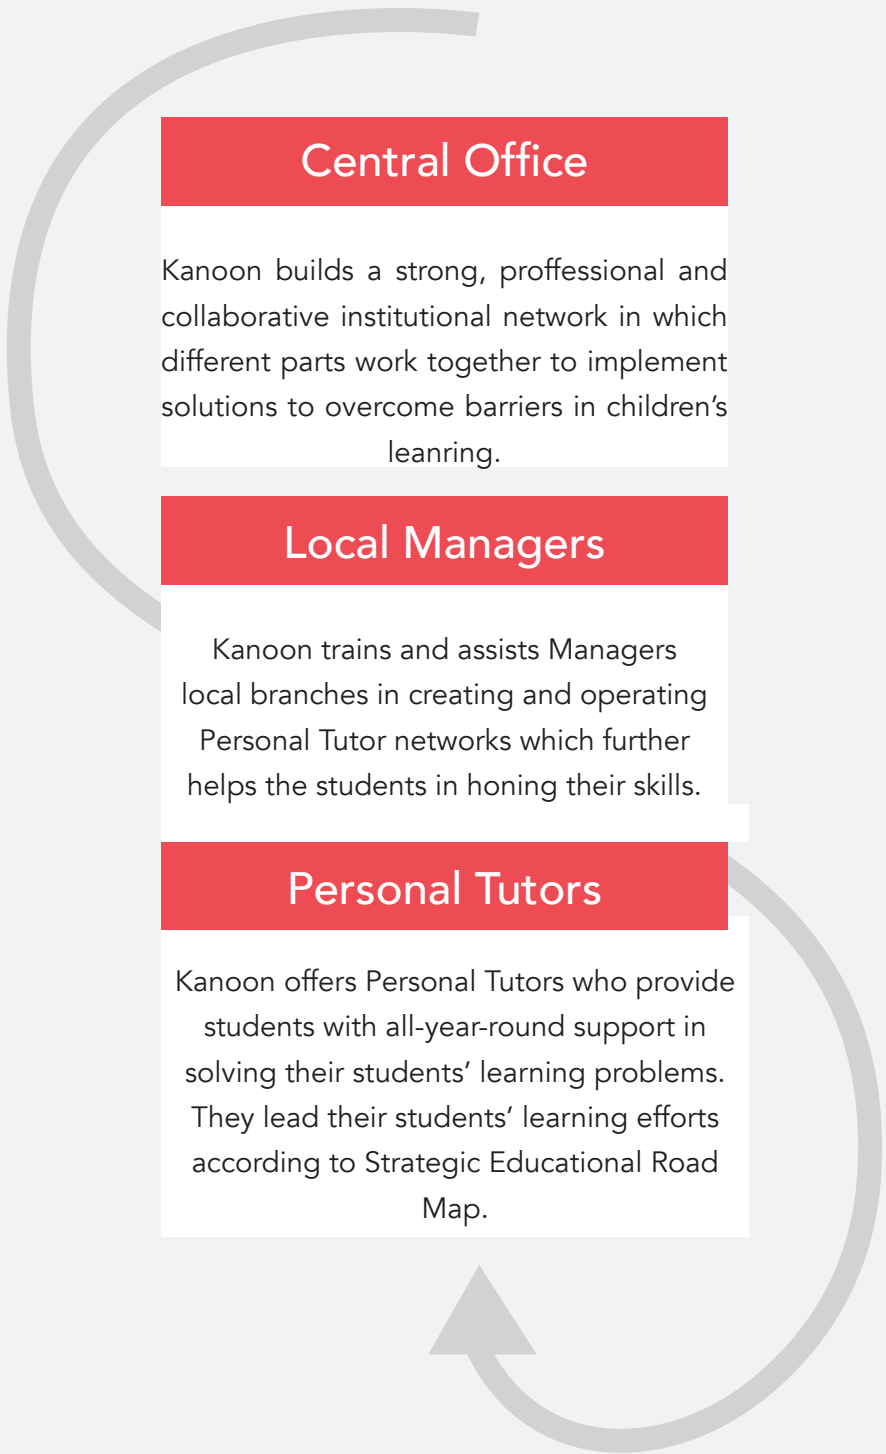 Central Office
Kanoon builds a strong, proffessional and
collaborative institutional network in which
different parts work together to implement
solutions to overcome barriers in children’s
leanring.
Local Managers
Kanoon trains and assists Managers
local branches in creating and operating
Personal Tutor networks which further
helps the students in honing their skills.
Personal Tutors
Kanoon offers Personal Tutors who provide
students with all-year-round support in
solving their students’ learning problems.
They lead their students’ learning efforts
according to Strategic Educational Road
Map.